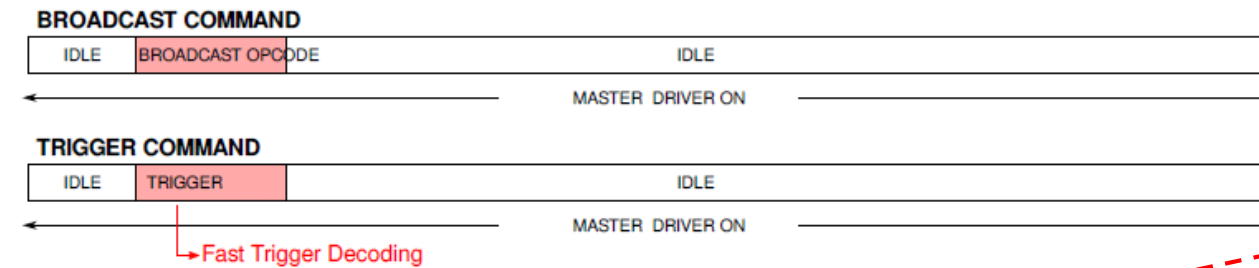 BROADCAST COMMAND
IDLE BROADCAST OPCODE IDLE
MASTER DRIVER ON
TRIGGER COMMAND
IDLE TRIGGER IDLE
MASTER DRIVER ON
Fast Trigger Decoding